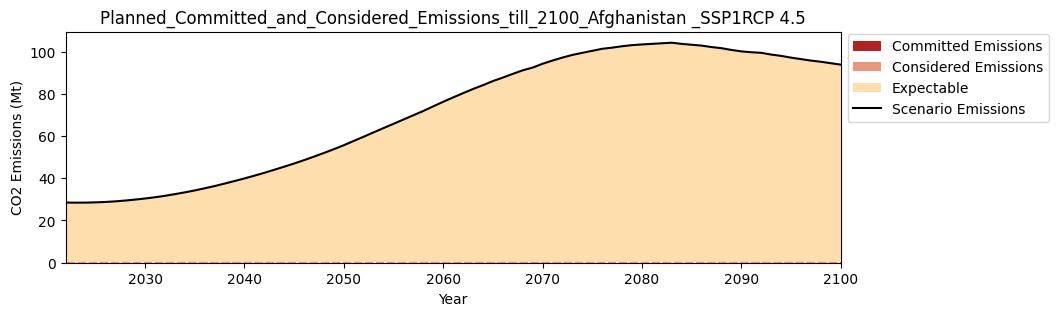 Planned_Committed_and_Considered_Emissions_till_2100_Afghanistan _SSP1RCP 4.5
CO2 Emissions (Mt)
100
80
60
40
20
0
2030 2040 2050 2060 2070 2080 2090 2100
Year
Committed Emissions
Considered Emissions
Expectable
Scenario Emissions